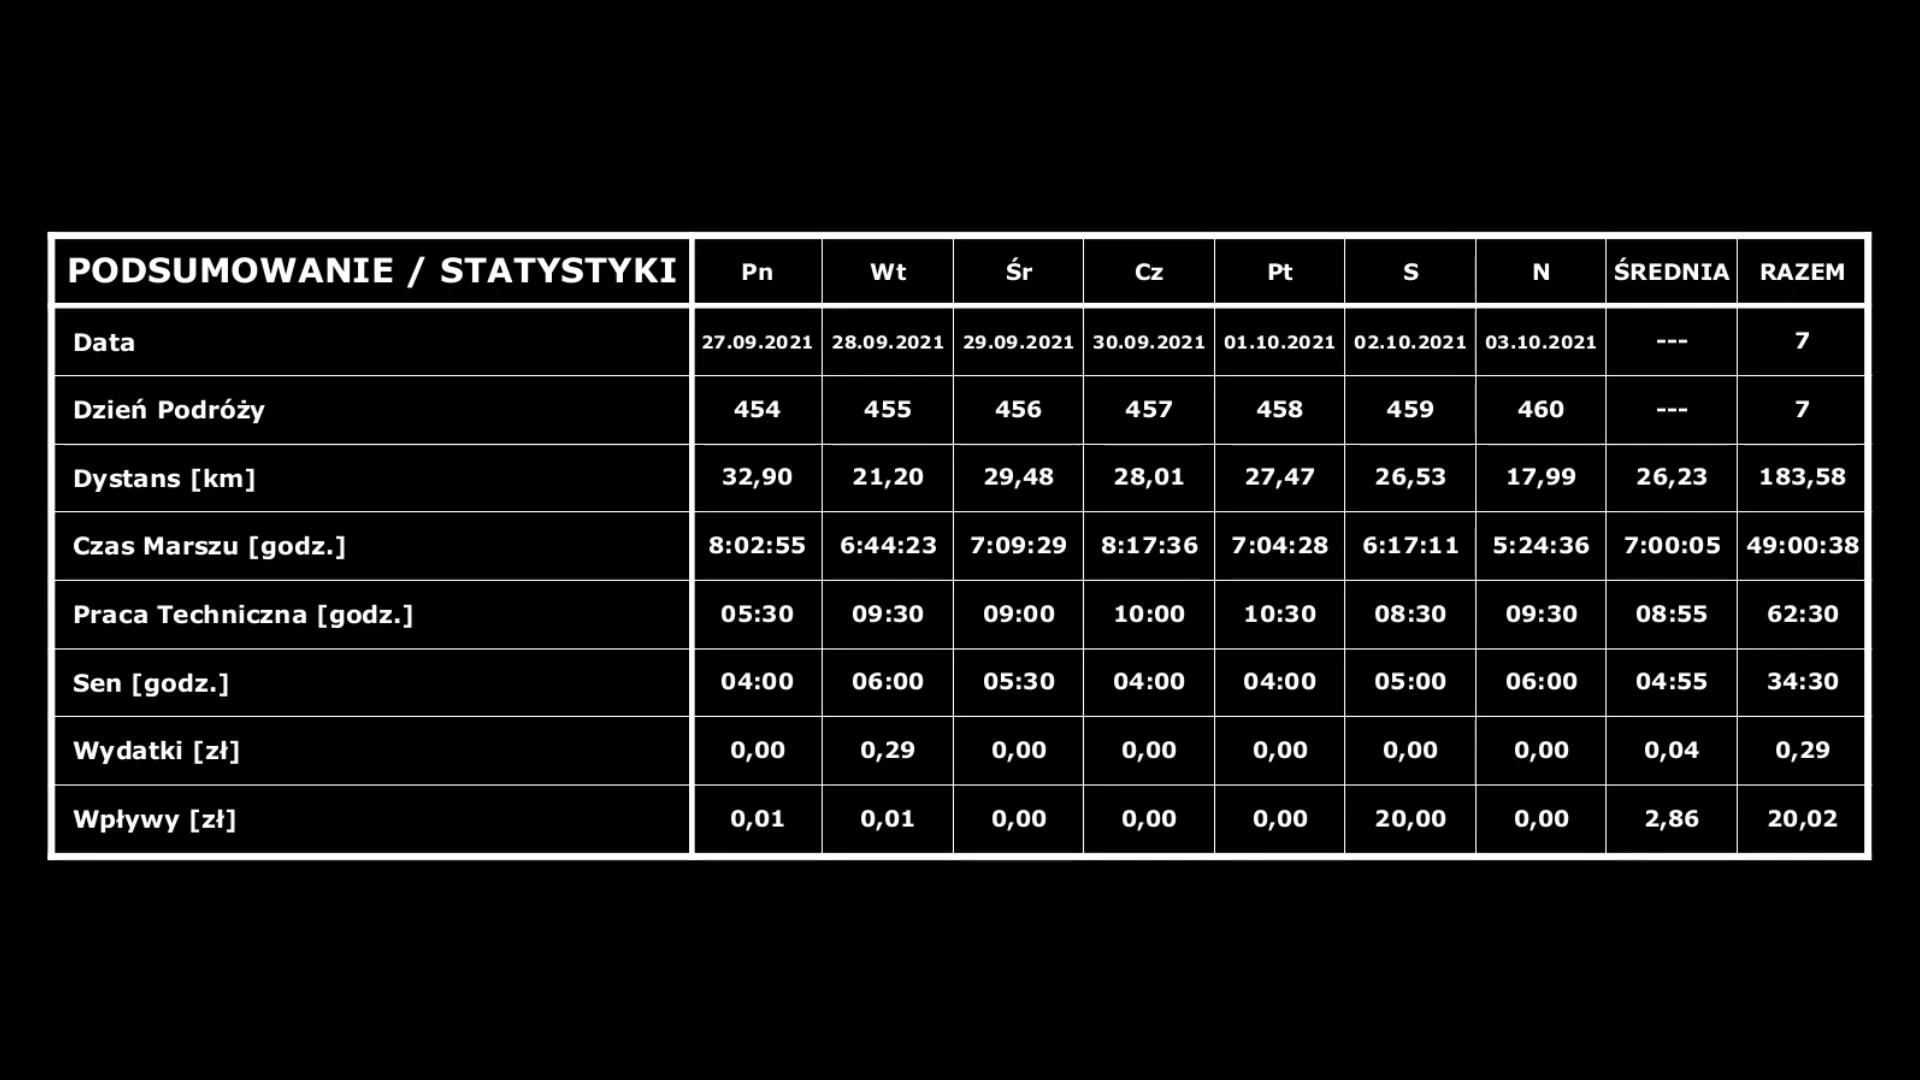 PODSUMOWANIE / STATYSTYKI Pn Wt Śr Cz Pt S N ŚREDNIA RAZEM
Data 27.09.2021 28.09.2021 29.09.2021 30.09.2021 01.10.2021 02.10.2021 03.10.2021 --- 7
Dzień Podróży 454 455 456 457 458 459 460 --- 7
Dystans [km] 32,90 21,20 29,48 28,01 27,47 26,53 17,99 26,23 183,58
Czas Marszu [godz.] 8:02:55 6:44:23 7:09:29 8:17:36 7:04:28 6:17:11 5:24:36 7:00:05 49:00:38
Praca Techniczna [godz.] 05:30 09:30 09:00 10:00 10:30 08:30 09:30 08:55 62:30
Sen [godz.] 04:00 06:00 05:30 04:00 04:00 05:00 06:00 04:55 34:30
Wydatki [zł] 0,00 0,29 0,00 0,00 0,00 0,00 0,00 0,04 0,29
Wpływy [zł] 0,01 0,01 0,00 0,00 0,00 20,00 0,00 2,86 20,02